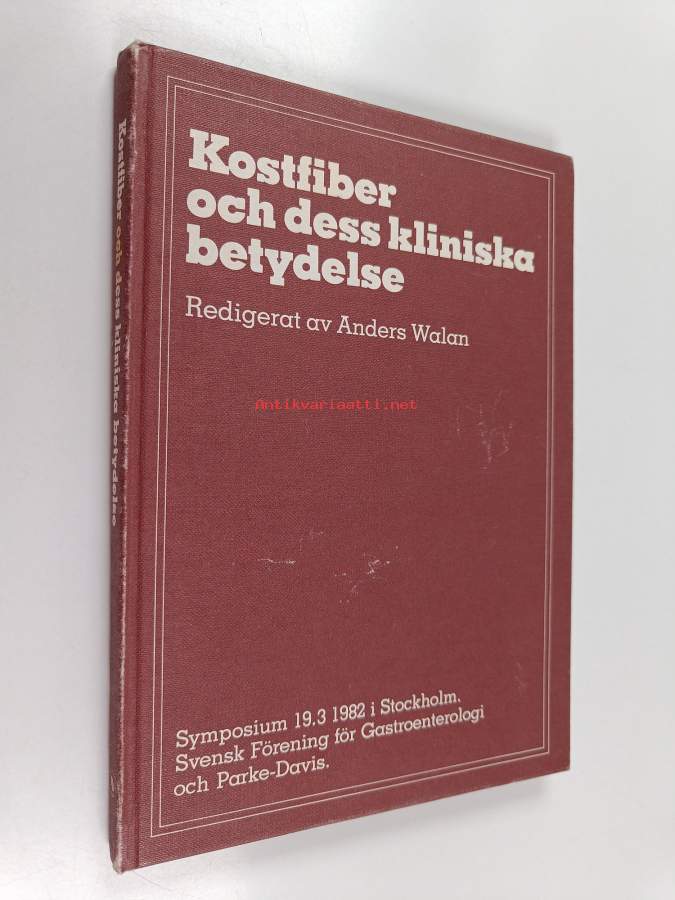 Kostfiber och dess kliniska betydelse
Kostfiber
och dess kliniska
betydelse
Redigerat av Anders Walan
Antikvariaatti.net
Symposium 19.3 1982 i Stockholm.
Svensk Förening för Gastroenterologi
och Parke-Davis.